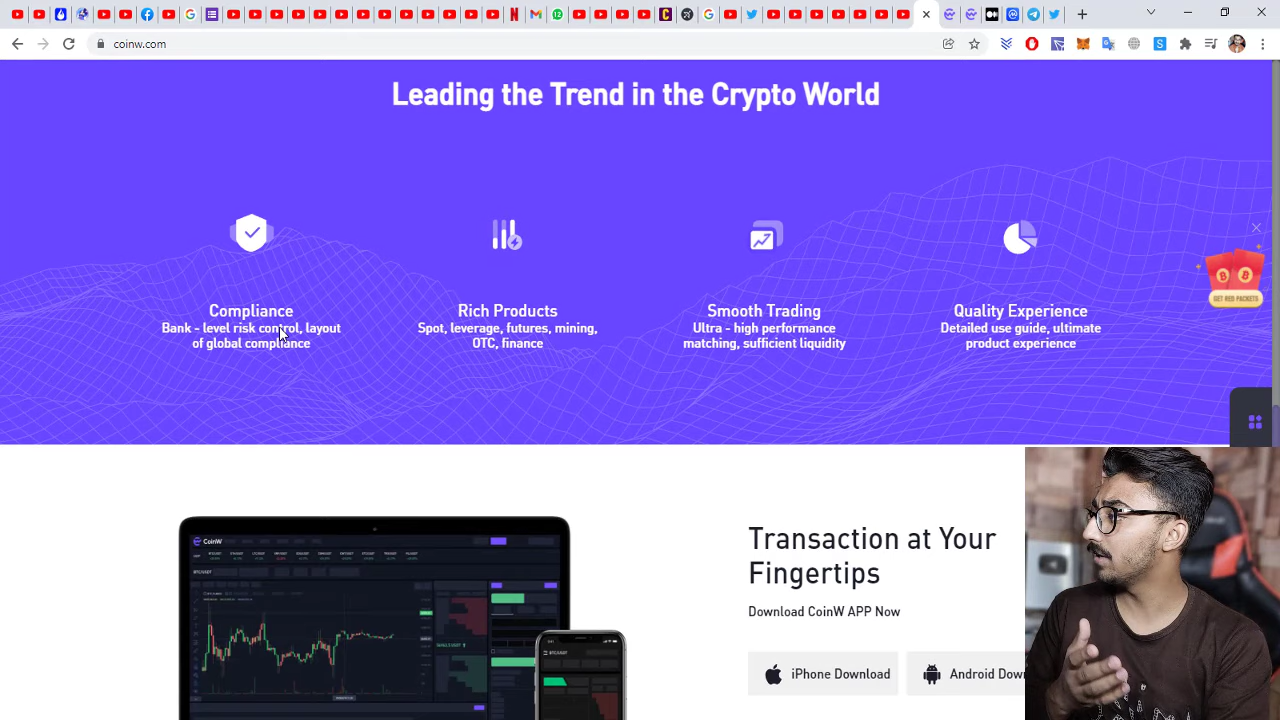 coinw.com
Leading the Trend in the Crypto World
Compliance
Bank - level risk control, layout
of global compliance
Rich Products
Spot, leverage, futures, mining,
OTC, finance
Smooth Trading
Ultra - high performance
matching, sufficient liquidity
Quality Experience
Detailed use guide, ultimate
product experience
GET RED PACKETS
CoinW
Transaction at Your
Fingertips
Download CoinW APP Now
iPhone Download
Android Down